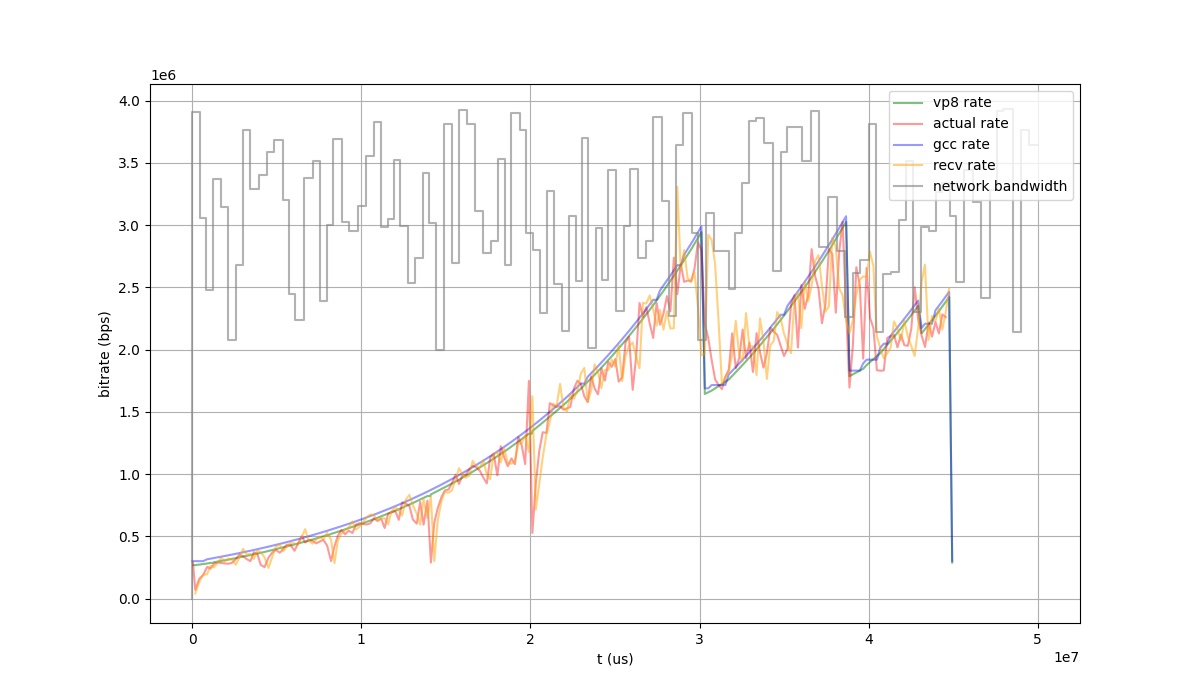 1e6
4.0
3.5
3.0
2.5
2.0
1.5
1.0
0.5
0.0
bitrate (bps)
vp8 rate
actual rate
gcc rate
recv rate
network bandwidth
0
1
2
3
4
5
t (us)
1e7